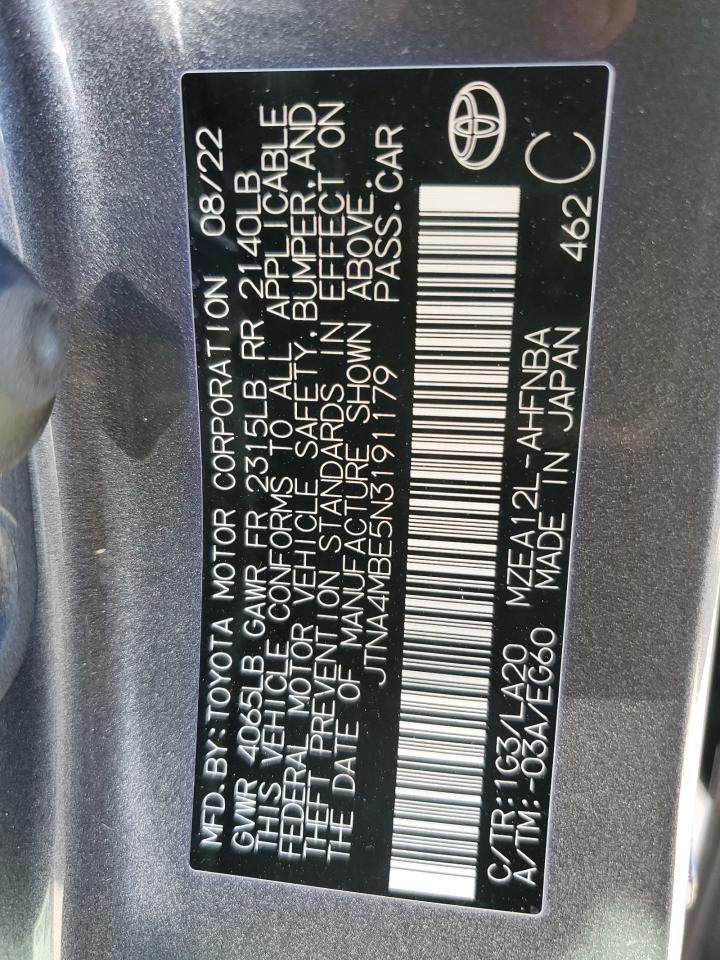 MFD.BY:TOYOTA MOTOR CORPORATION 08/22
GVWR 4065LB GAWR FR 2315LB RR 2140LB
THIS VEHICLE CONFORMS TO ALL APPLICABLE
FEDERAL MOTOR VEHICLE SAFETY,BUMPER,AND
THEFT PREVENTION STANDARDS IN EFFECT ON
THE DATE OF MANUFACTURE SHOWN ABOVE.
JTNA4MBE5N3191179 PASS.CAR
C/TR:1G3/LA20 MZEA12L-AHFNBA 462 C
A/TM:-03A/EG60 MADE IN JAPAN